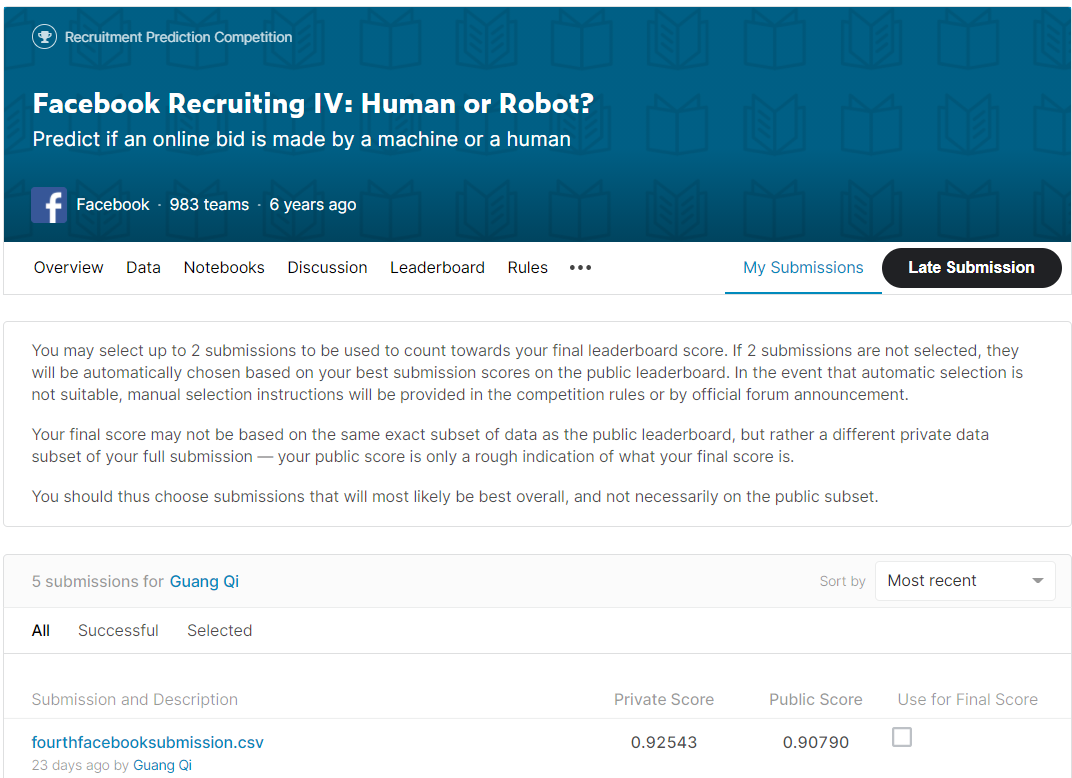 Recruitment Prediction Competition
Facebook Recruiting IV: Human or Robot?
Predict if an online bid is made by a machine or a human
f Facebook · 983 teams · 6 years ago
Overview Data Notebooks Discussion Leaderboard Rules ••• My Submissions Late Submission
You may select up to 2 submissions to be used to count towards your final leaderboard score. If 2 submissions are not selected, they
will be automatically chosen based on your best submission scores on the public leaderboard. In the event that automatic selection is
not suitable, manual selection instructions will be provided in the competition rules or by official forum announcement.
Your final score may not be based on the same exact subset of data as the public leaderboard, but rather a different private data
subset of your full submission — your public score is only a rough indication of what your final score is.
You should thus choose submissions that will most likely be best overall, and not necessarily on the public subset.
5 submissions for Guang Qi Sort by Most recent
All Successful Selected
Submission and Description Private Score Public Score Use for Final Score
fourthfacebooksubmission.csv 0.92543 0.90790
23 days ago by Guang Qi